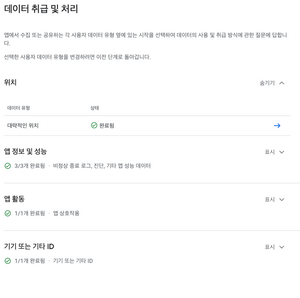 데이터 취급 및 처리
앱에서 수집 또는 공유하는 각 사용자 데이터 유형 옆에 있는 시작을 선택하여 데이터의 사용 및 취급 방식에 관한 질문에 답합니
다.
선택한 사용자 데이터 유형을 변경하려면 이전 단계로 돌아갑니다.
위치 숨기기
데이터 유형 상태
대략적인 위치 완료됨
앱 정보 및 성능 표시
3/3개 완료됨 · 비정상 종료 로그, 진단, 기타 앱 성능 데이터
앱 활동 표시
1/1개 완료됨 · 앱 상호작용
기기 또는 기타 ID 표시
1/1개 완료됨 · 기기 또는 기타 ID